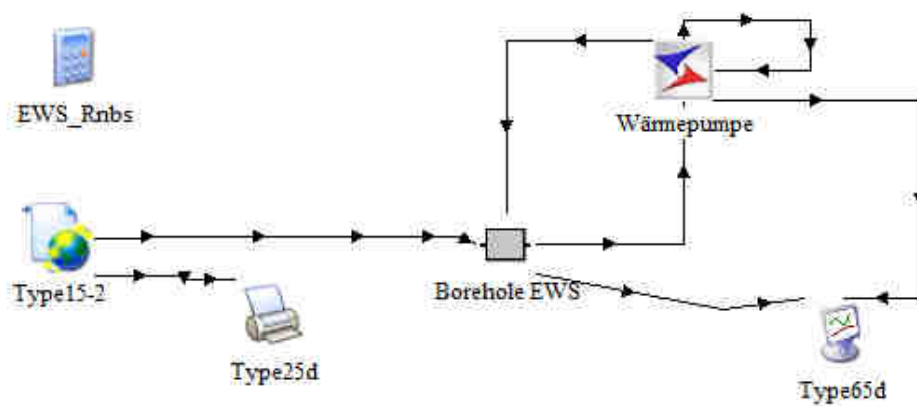 EWS_Rnbs
Wärmepumpe
Type15-2
Borehole EWS
Type25d
Type65d